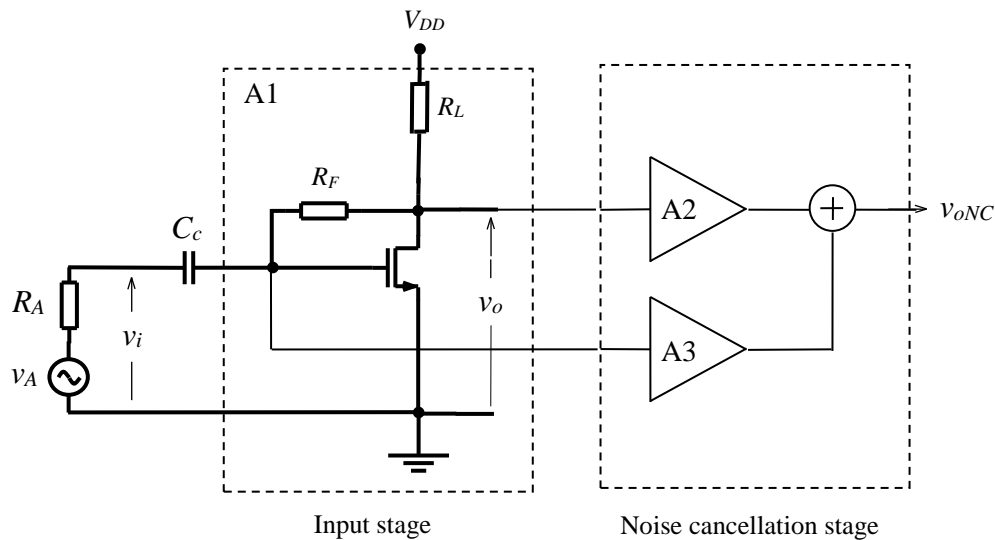 V_DD
A1
R_L
R_F
C_c
R_A
v_i
v_o
v_A
A2
+
v_oNC
A3
Input stage
Noise cancellation stage